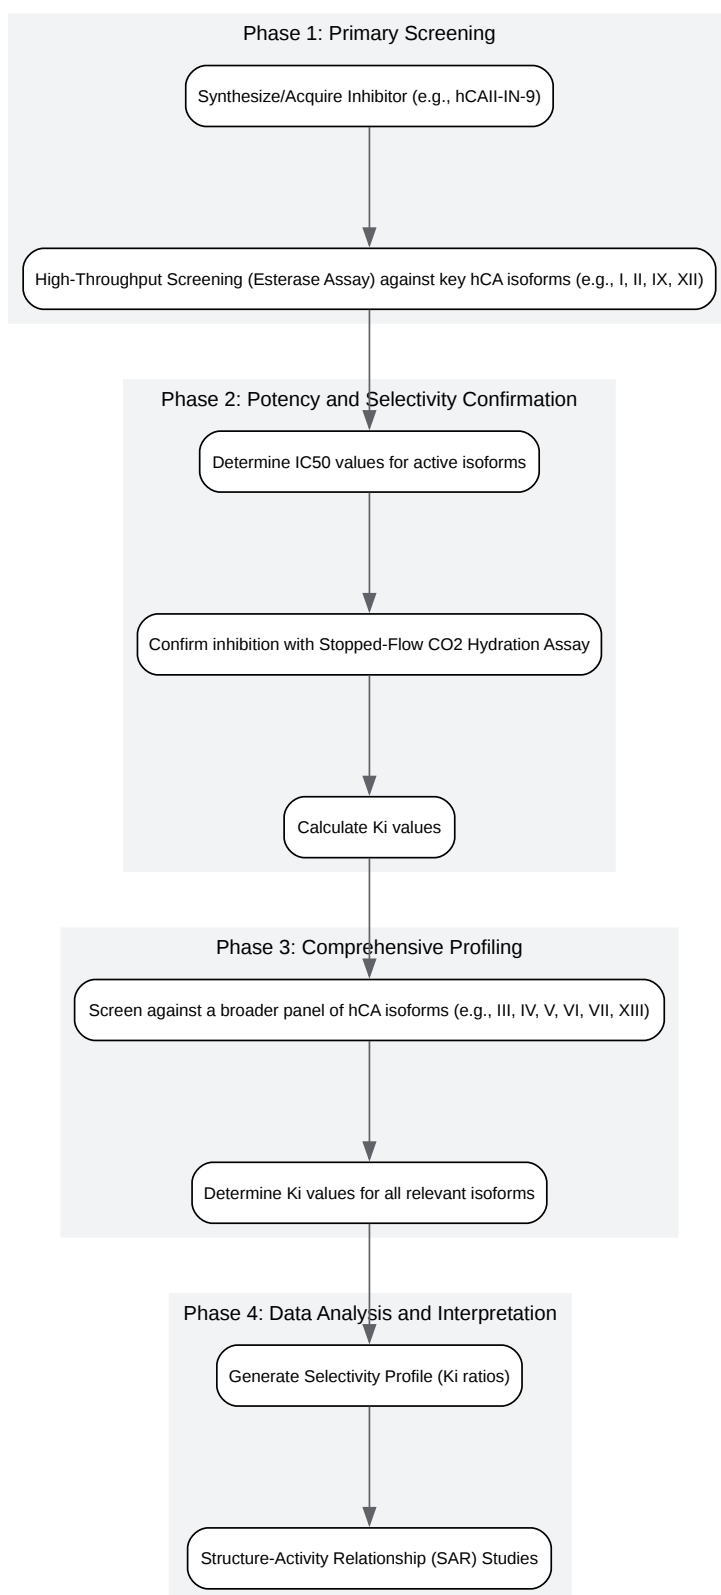 Phase 1: Primary Screening
Synthesize/Acquire Inhibitor (e.g., hCAII-IN-9)
High-Throughput Screening (Esterase Assay) against key hCA isoforms (e.g., I, II, IX, XII)
Phase 2: Potency and Selectivity Confirmation
Determine IC50 values for active isoforms
Confirm inhibition with Stopped-Flow CO2 Hydration Assay
Calculate Ki values
Phase 3: Comprehensive Profiling
Screen against a broader panel of hCA isoforms (e.g., III, IV, V, VI, VII, XIII)
Determine Ki values for all relevant isoforms
Phase 4: Data Analysis and Interpretation
Generate Selectivity Profile (Ki ratios)
Structure-Activity Relationship (SAR) Studies